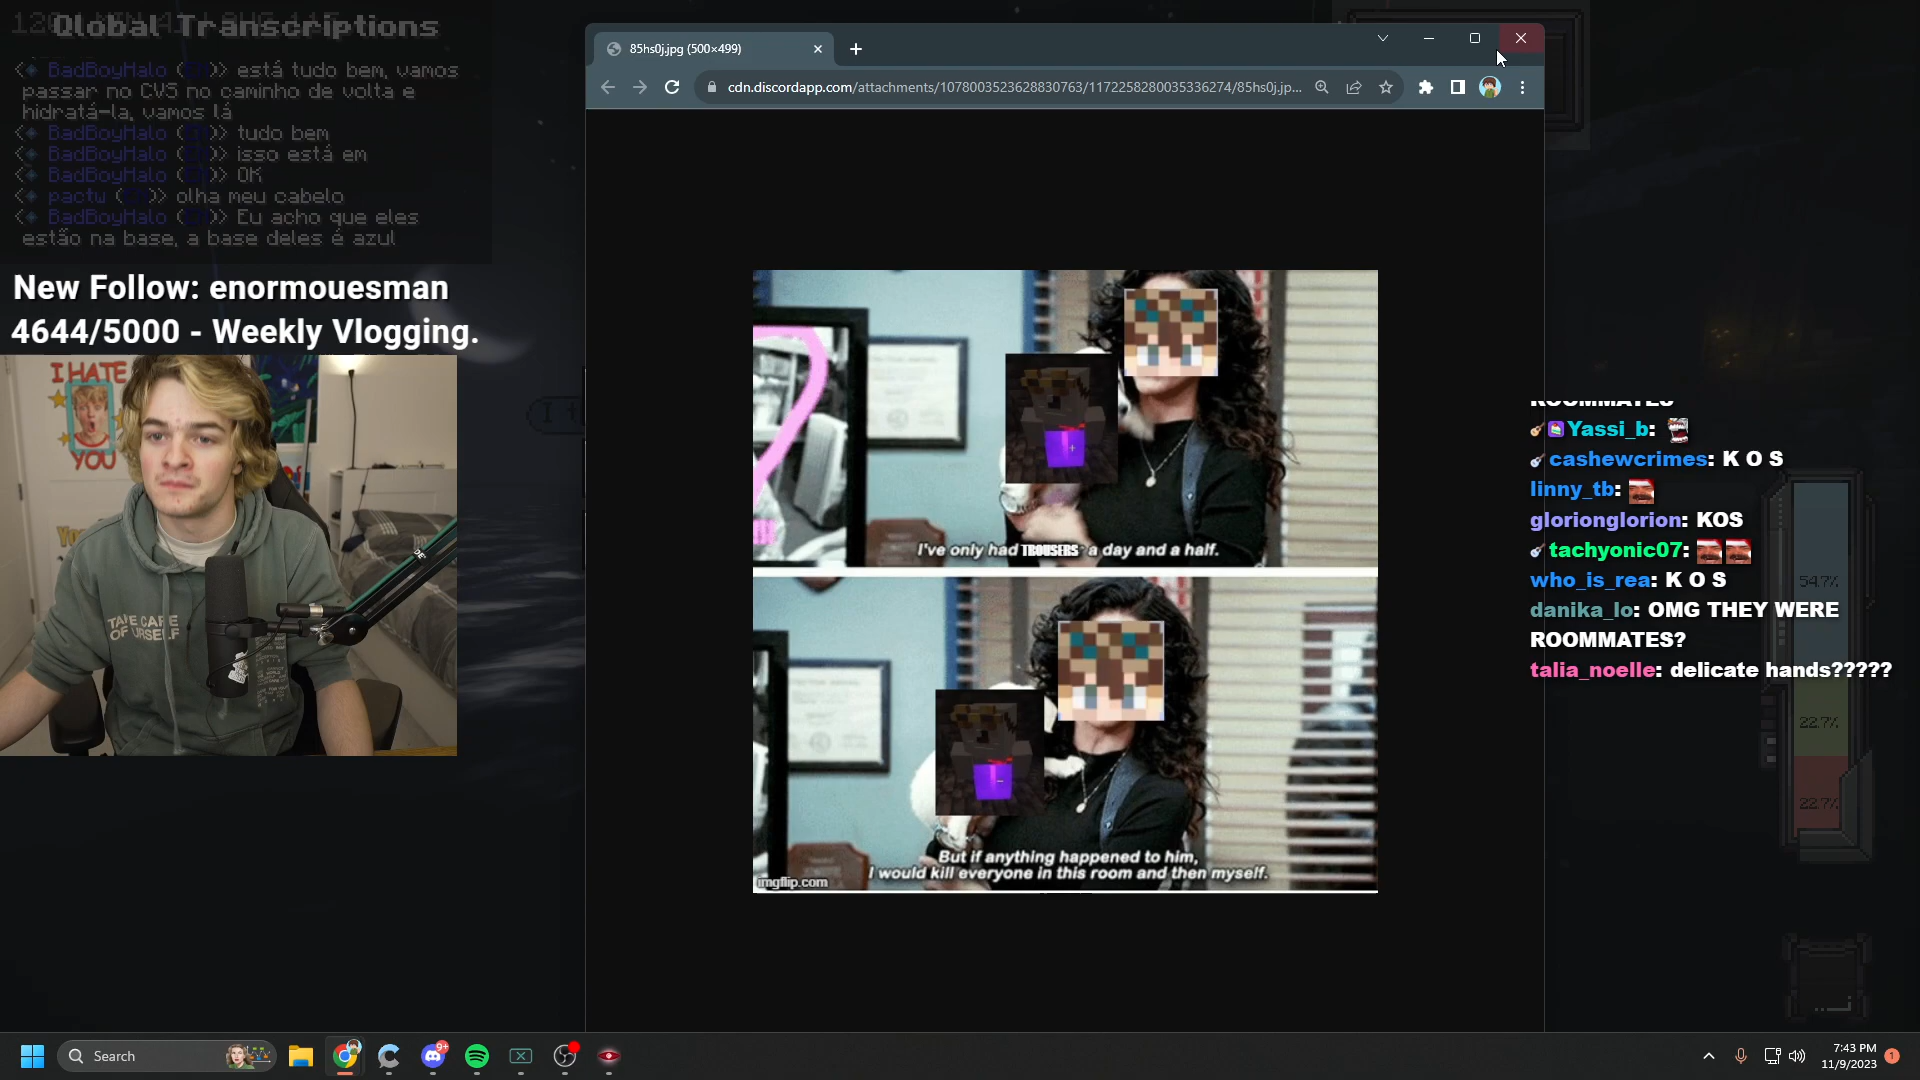 Qlobal Transcriptions
BadBoyHalo está tudo bem, vamos
passar no CVS no caminho de volta e
hidratá-la, vamos lá
BadBoyHalo tudo bem
BadBoyHalo isso está em
BadBoyHalo OK
pactw olha meu cabelo
BadBoyHalo Eu acho que eles
estão na base, a base deles é azul
New Follow: enormouesman
4644/5000 - Weekly Vlogging.
I HATE
YOU
TAKE CARE
OF URSELF
85hs0j.jpg (500×499)
cdn.discordapp.com/attachments/1078003523628830763/1172258280035336274/85hs0j.jp...
I've only had TROUSERS a day and a half.
But if anything happened to him,
I would kill everyone in this room and then myself.
imgflip.com
ROOMMATES
Yassi_b:
cashewcrimes: K O S
linny_tb:
glorionglorion: KOS
tachyonic07:
who_is_rea: K O S
danika_lo: OMG THEY WERE
ROOMMATES?
talia_noelle: delicate hands?????
54.7%
22.7%
22.7%
Search
9+
7:43 PM
11/9/2023
1